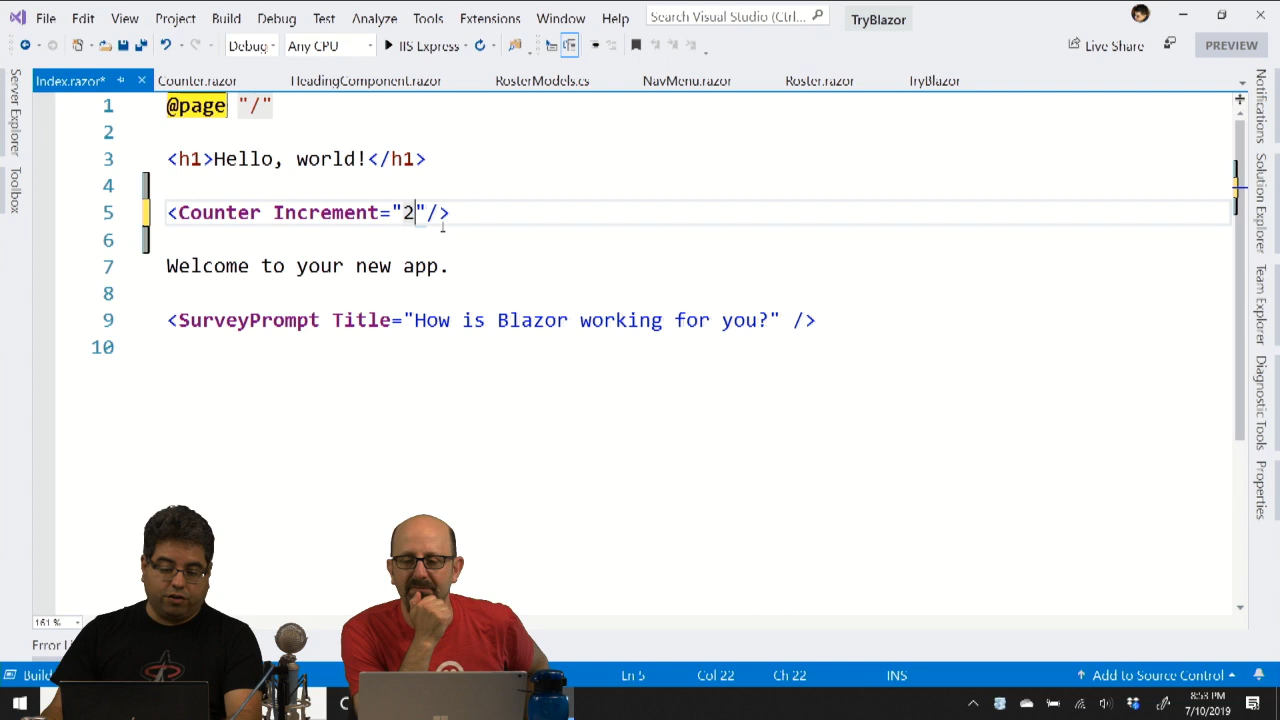 File Edit View Project Build Debug Test Analyze Tools Extensions Window Help Search Visual Studio (Ctrl... TryBlazor
Debug Any CPU IIS Express Live Share PREVIEW
Index.razor* Counter.razor HeadingComponent.razor RosterModels.cs NavMenu.razor Roster.razor TryBlazor
Server Explorer
Toolbox
1 @page "/"
2
3 <h1>Hello, world!</h1>
4
5 <Counter Increment="2"/>
6
7 Welcome to your new app.
8
9 <SurveyPrompt Title="How is Blazor working for you?" />
10
Notifications
Solution Explorer
Team Explorer
Diagnostic Tools
Properties
161 %
Error
Build Ln 5 Col 22 Ch 22 INS Add to Source Control
8:53 PM
7/10/2019